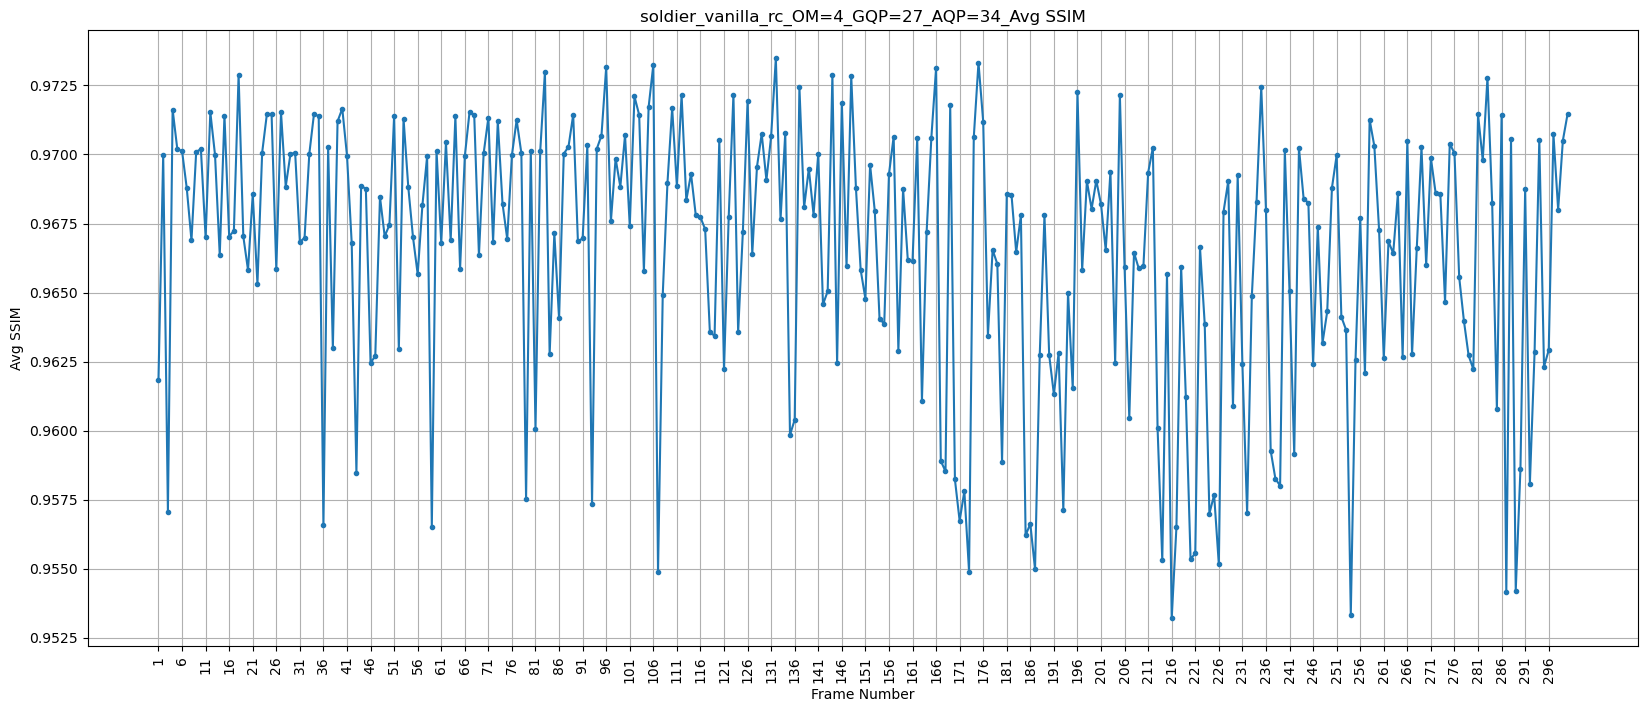 soldier_vanilla_rc_OM=4_GQP=27_AQP=34_Avg SSIM
Avg SSIM
0.9725
0.9700
0.9675
0.9650
0.9625
0.9600
0.9575
0.9550
0.9525
1 6 11 16 21 26 31 36 41 46 51 56 61 66 71 76 81 86 91 96 101 106 111 116 121 126 131 136 141 146 151 156 161 166 171 176 181 186 191 196 201 206 211 216 221 226 231 236 241 246 251 256 261 266 271 276 281 286 291 296
Frame Number